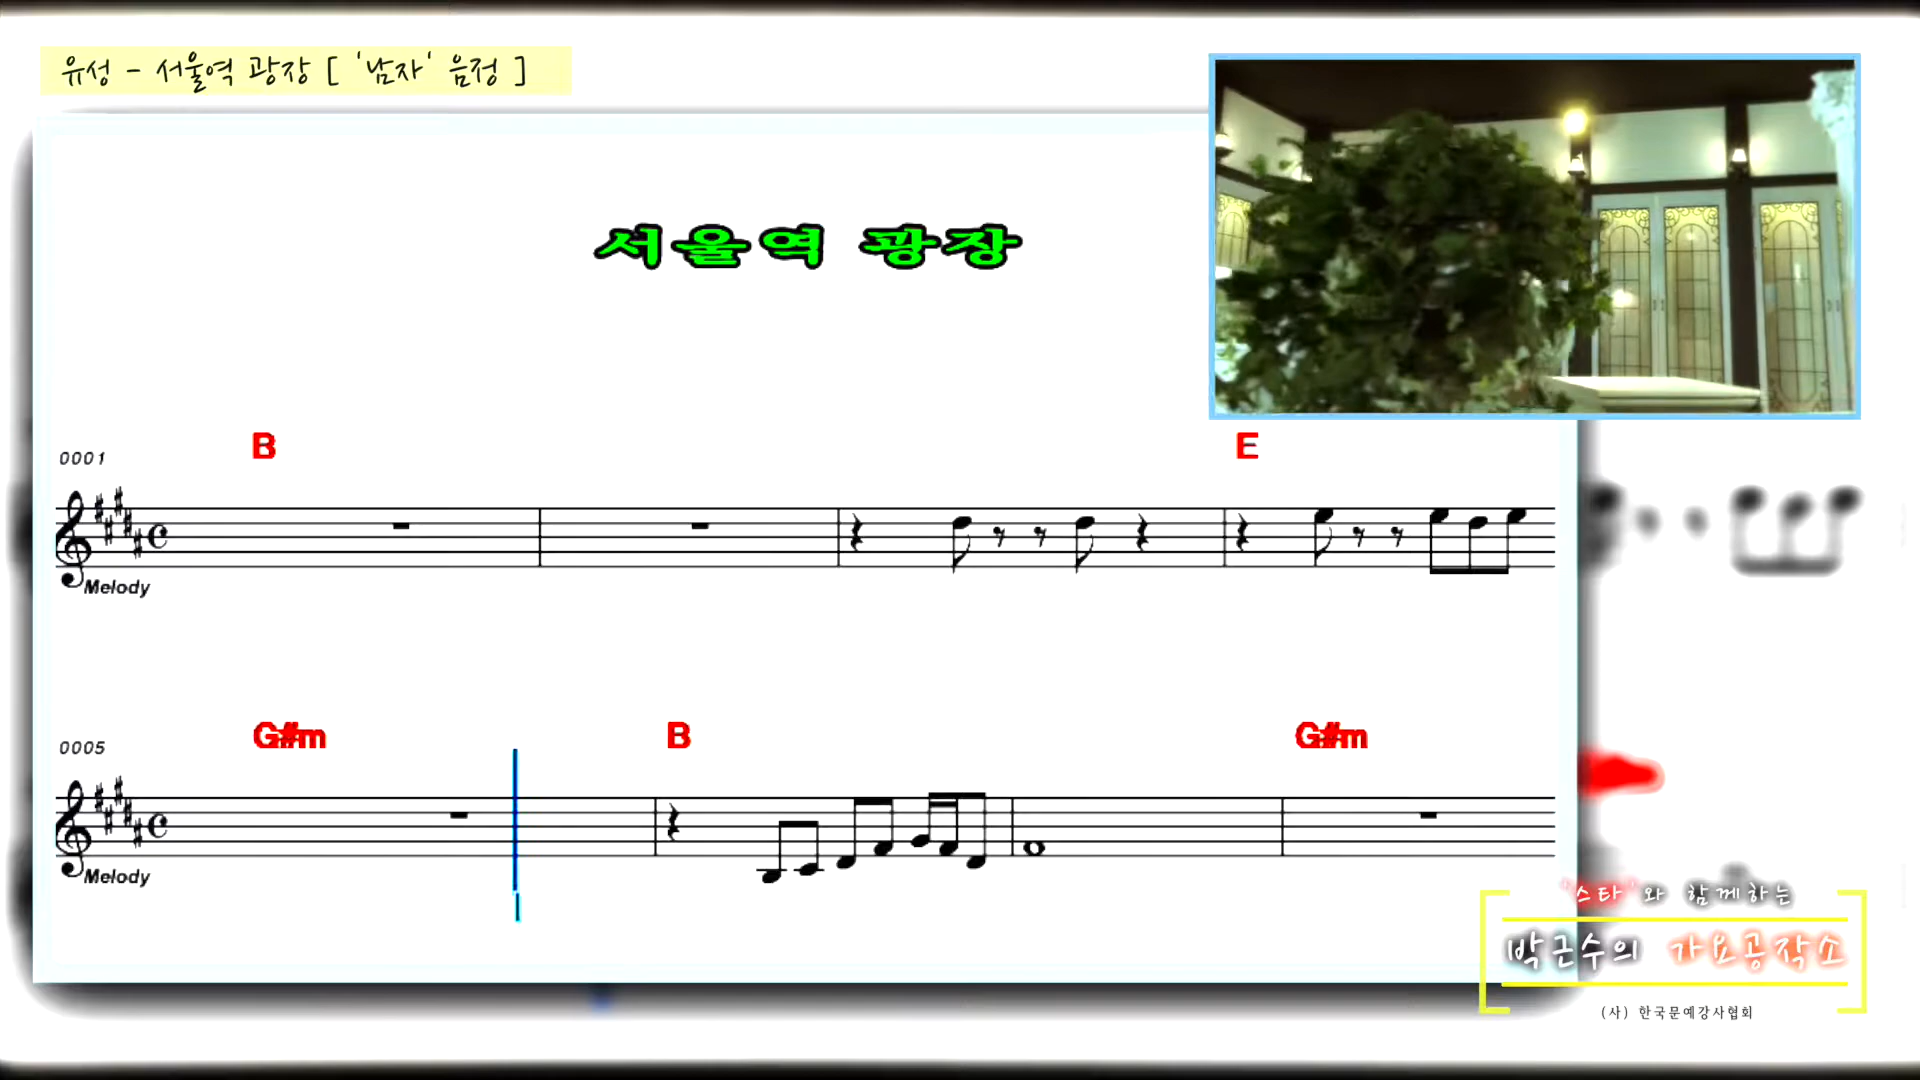 유성 - 서울역 광장 [ '남자' 음정 ]
서울역 광장
B E
0001
Melody
G#m B G#m
0005
Melody
"스타"와 함께하는
박근수의 가요공작소
(사) 한국문예강사협회